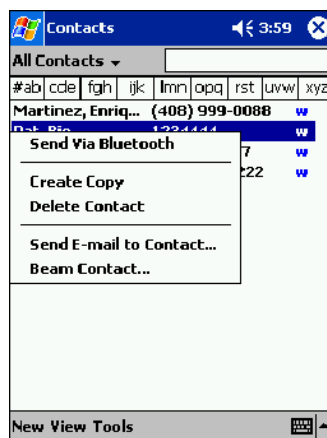 Contacts 3:59
All Contacts
#ab cde fgh ijk lmn opq rst uvw xyz
Martinez, Enriq... (408) 999-0088 w
w
Send Via Bluetooth
7 w
Create Copy
222 w
Delete Contact
Send E-mail to Contact...
Beam Contact...
New View Tools